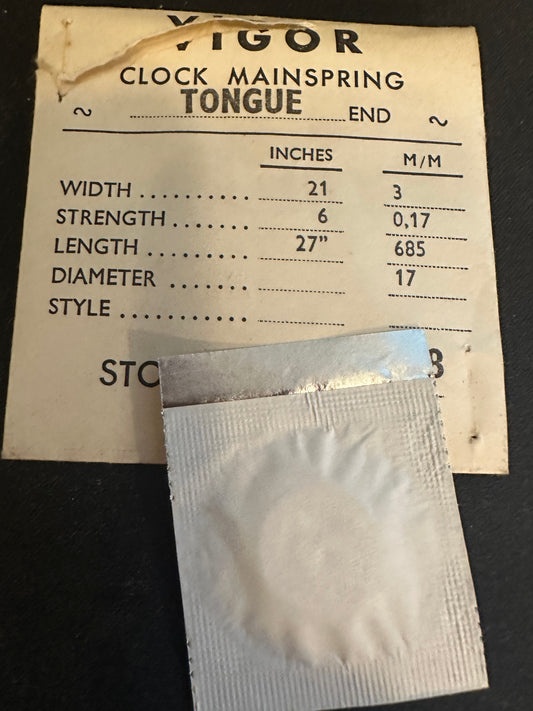 VIGOR
CLOCK MAINSPRING
~ TONGUE END ~
INCHES M/M
WIDTH .......... 21 3
STRENGTH ....... 6 0,17
LENGTH ......... 27" 685
DIAMETER ....... 17
STYLE ...........